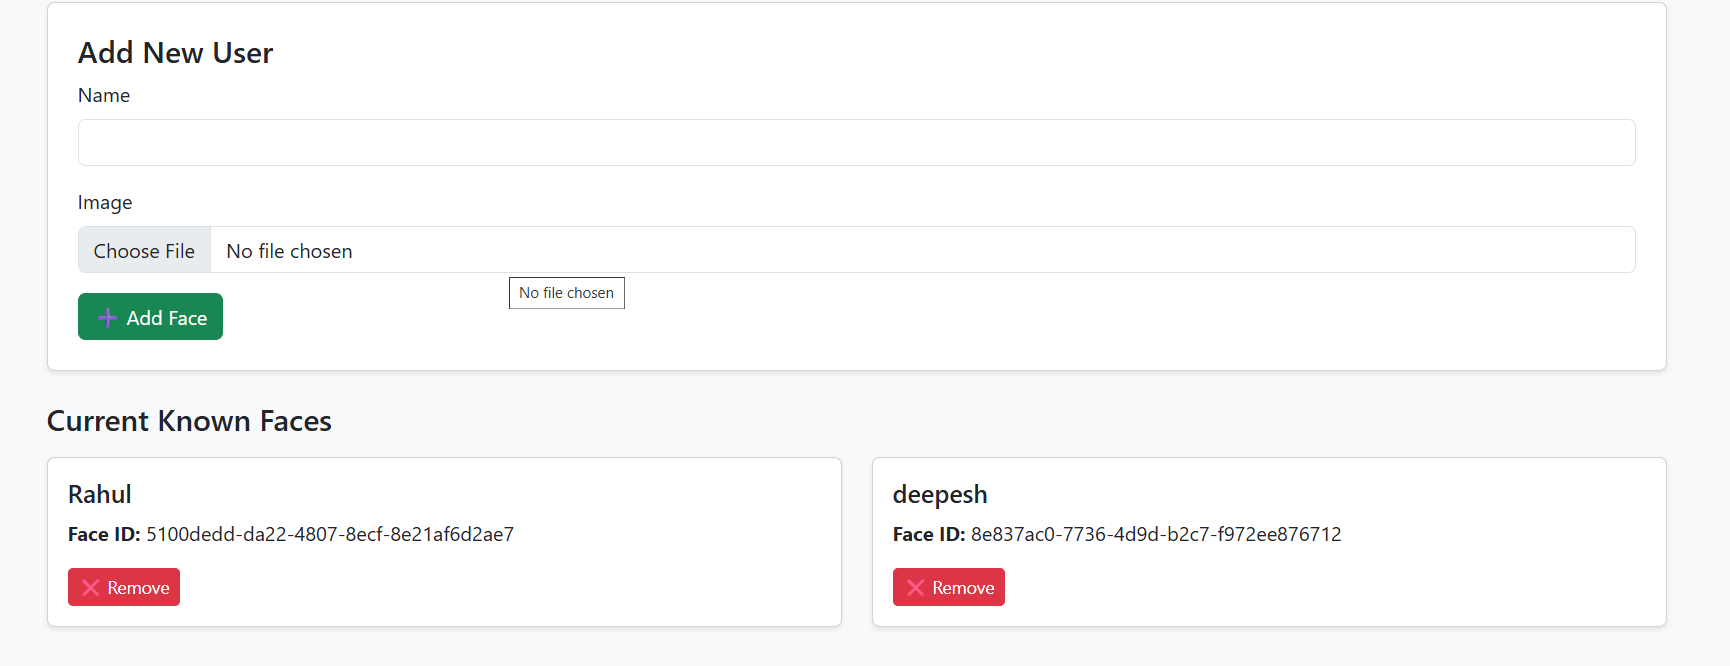 Add New User
Name
Image
Choose File No file chosen
No file chosen
Add Face
Current Known Faces
Rahul
Face ID: 5100dedd-da22-4807-8ecf-8e21af6d2ae7
Remove
deepesh
Face ID: 8e837ac0-7736-4d9d-b2c7-f972ee876712
Remove